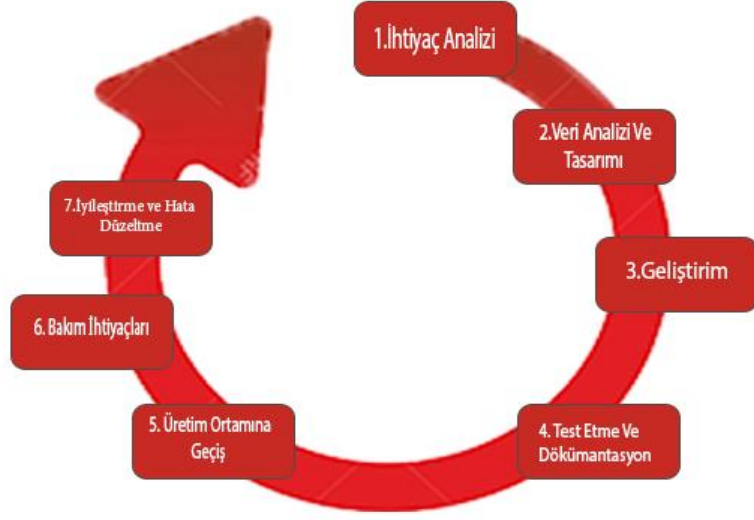 1.İhtiyaç Analizi
2.Veri Analizi Ve
Tasarımı
3.Geliştirim
4. Test Etme Ve
Dökümantasyon
5. Üretim Ortamına
Geçiş
6. Bakım İhtiyaçları
7.İyileştirme ve Hata
Düzeltme